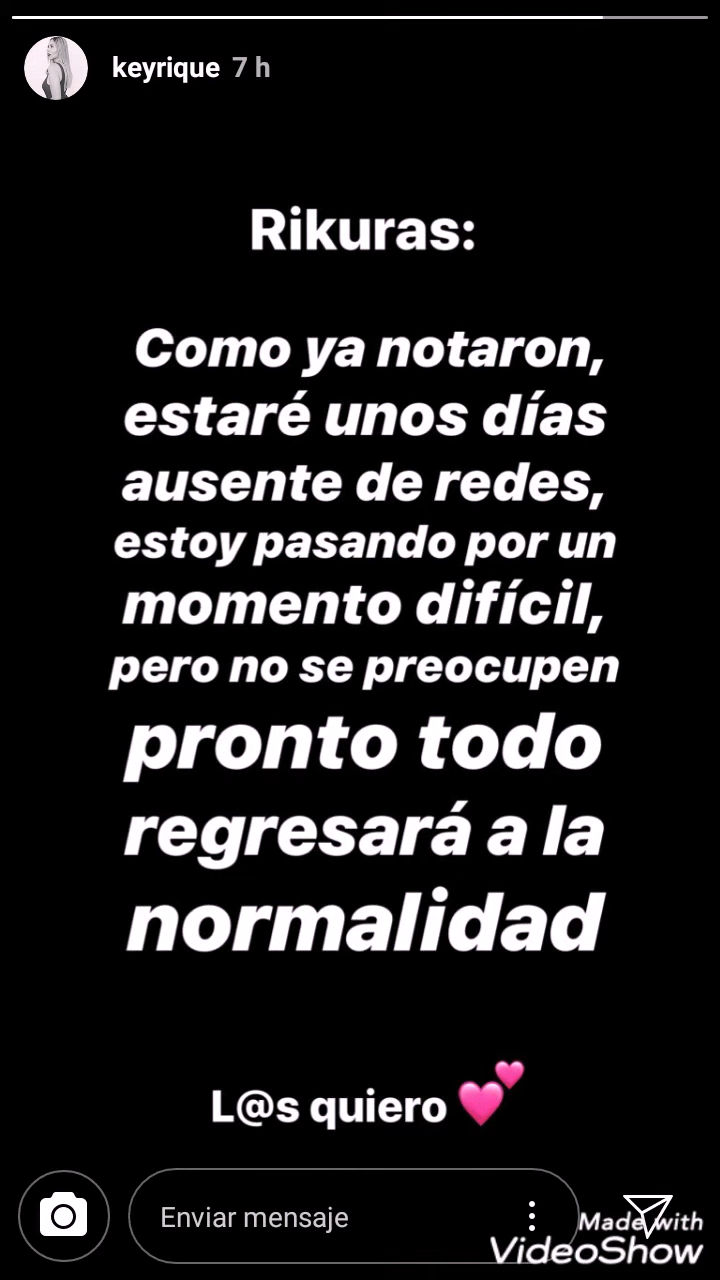 keyrique 7 h
Rikuras:
Como ya notaron,
estaré unos días
ausente de redes,
estoy pasando por un
momento difícil,
pero no se preocupen
pronto todo
regresará a la
normalidad
L@s quiero 💕
Enviar mensaje
Made with
VideoShow